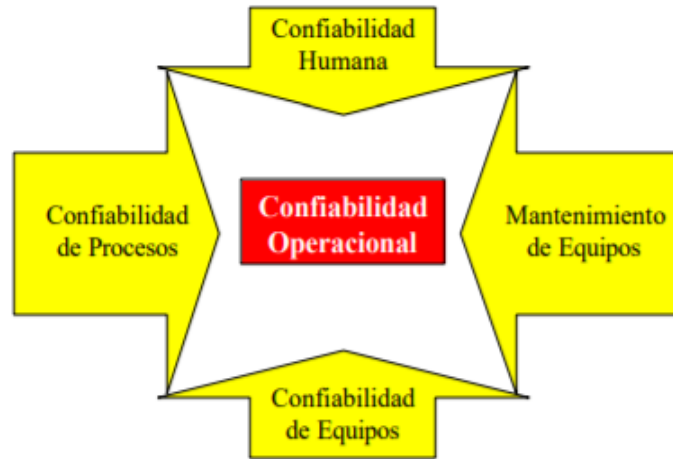 Confiabilidad
Humana
Confiabilidad
de Procesos
Confiabilidad
Operacional
Mantenimiento
de Equipos
Confiabilidad
de Equipos